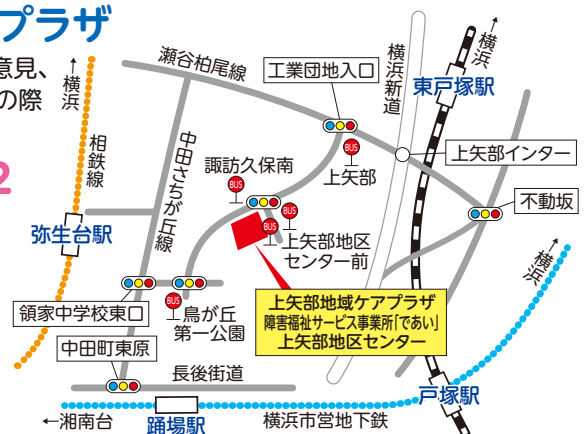 プラザ
意見、
の際
2
←横浜
相鉄線
弥生台駅
瀬谷柏尾線
中田さちが丘線
工業団地入口
横浜新道
←横浜
東戸塚駅
上矢部インター
不動坂
BUS
上矢部
諏訪久保南
BUS
BUS
BUS
上矢部地区
センター前
領家中学校東口
BUS
鳥が丘
第一公園
上矢部地域ケアプラザ
障害福祉サービス事業所「であい」
上矢部地区センター
横浜→
中田町東原
長後街道
戸塚駅
←湘南台
踊場駅
横浜市営地下鉄